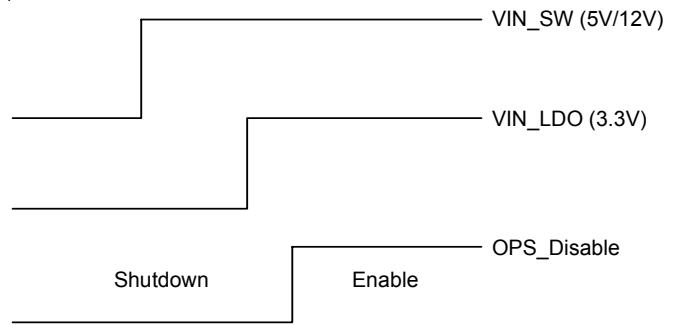 VIN_SW (5V/12V)
VIN_LDO (3.3V)
OPS_Disable
Shutdown
Enable